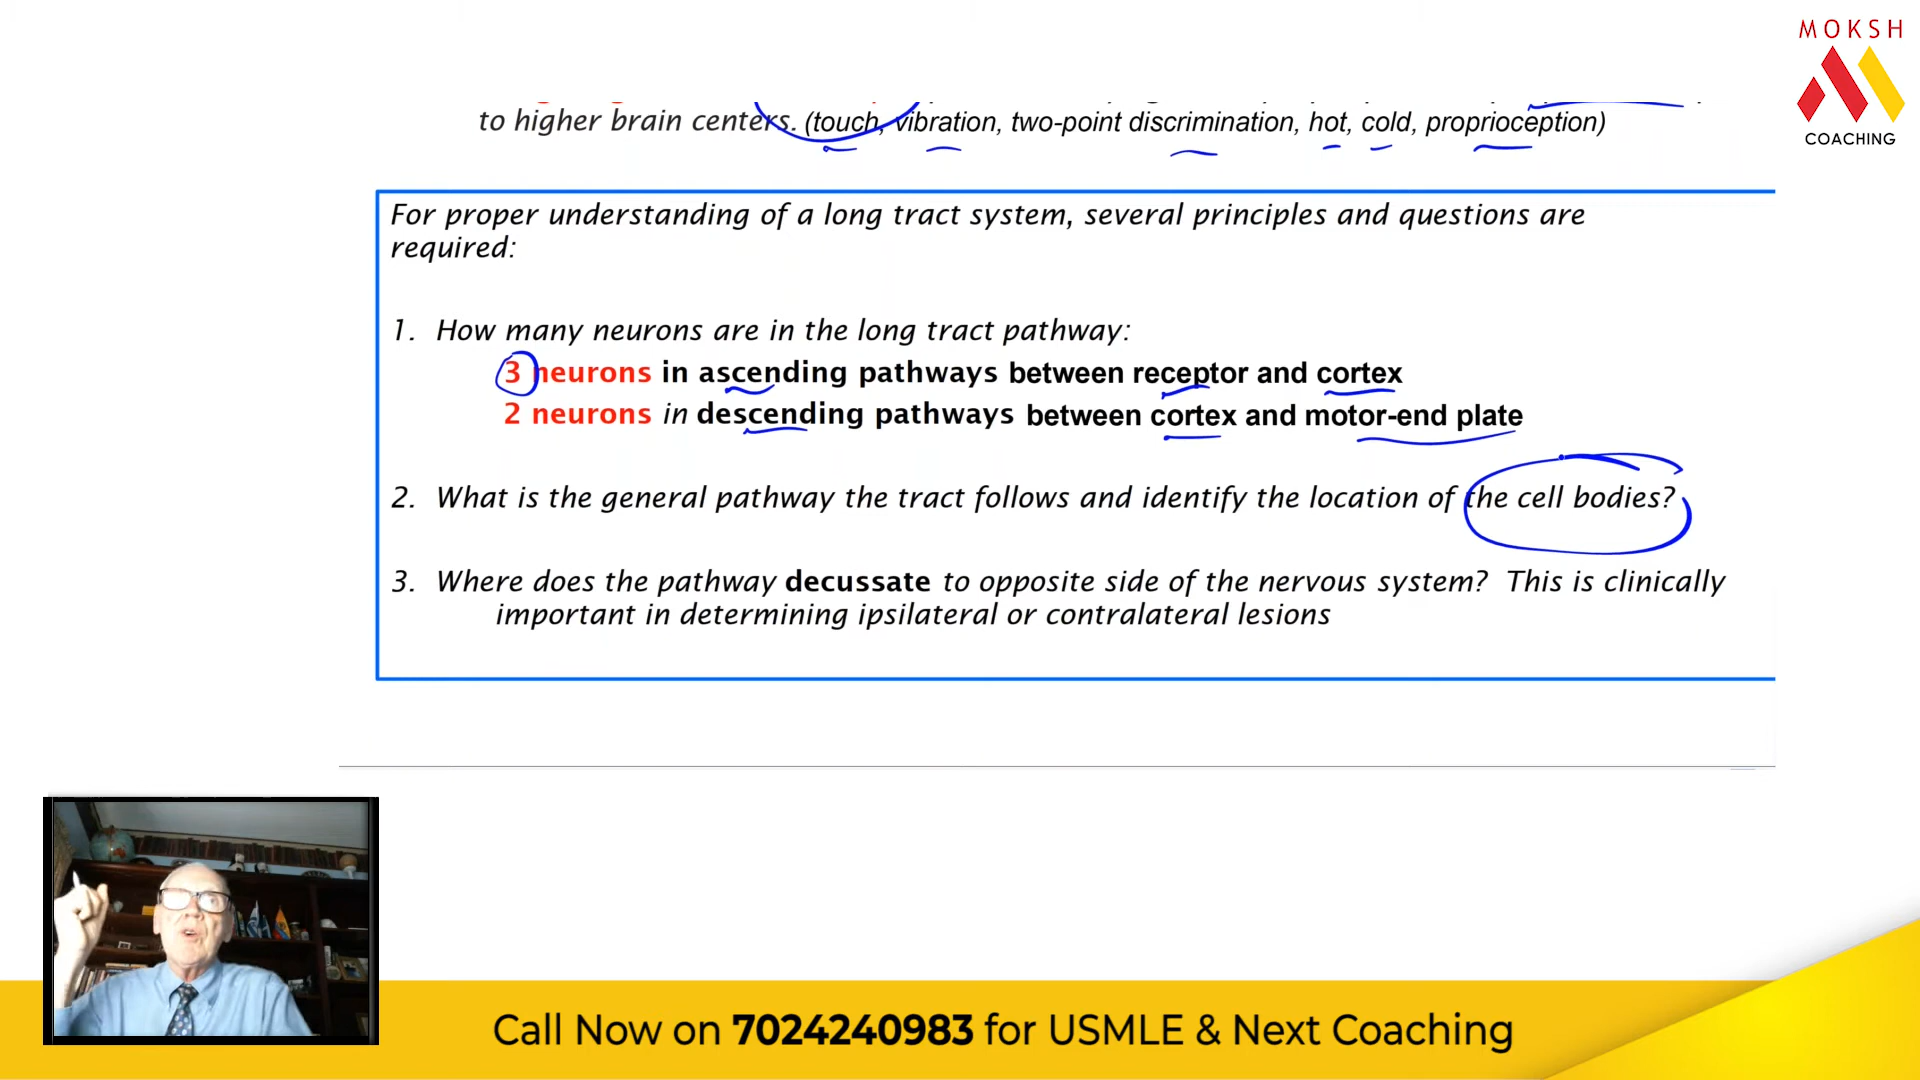 MOKSH
COACHING
to higher brain centers. (touch, vibration, two-point discrimination, hot, cold, proprioception)
For proper understanding of a long tract system, several principles and questions are
required:
1. How many neurons are in the long tract pathway:
3 neurons in ascending pathways between receptor and cortex
2 neurons in descending pathways between cortex and motor-end plate
2. What is the general pathway the tract follows and identify the location of the cell bodies?
3. Where does the pathway decussate to opposite side of the nervous system? This is clinically
important in determining ipsilateral or contralateral lesions
Call Now on 7024240983 for USMLE & Next Coaching